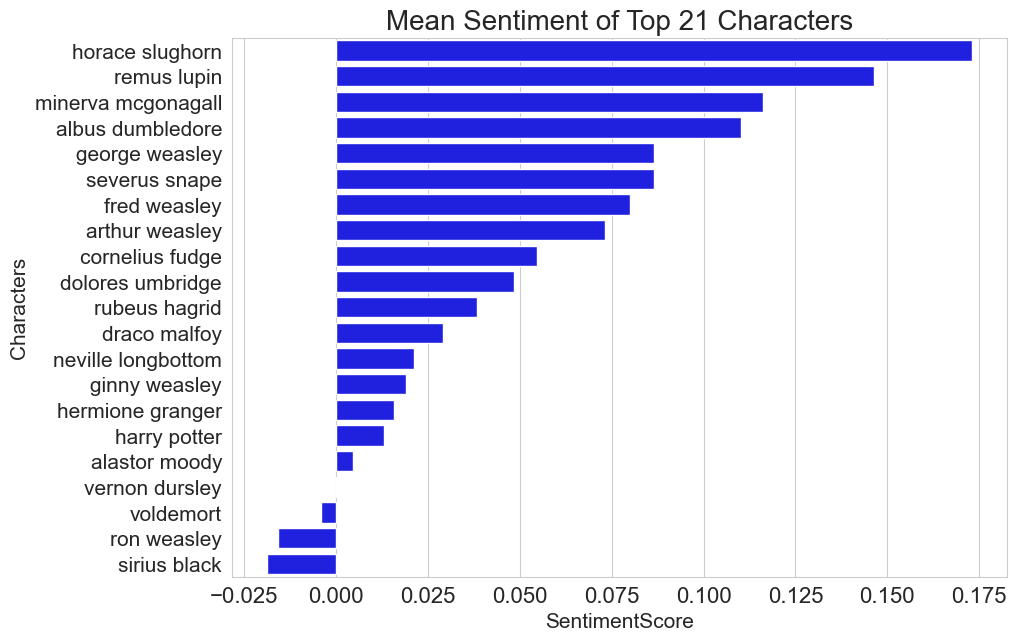 Mean Sentiment of Top 21 Characters
Characters
horace slughorn
remus lupin
minerva mcgonagall
albus dumbledore
george weasley
severus snape
fred weasley
arthur weasley
cornelius fudge
dolores umbridge
rubeus hagrid
draco malfoy
neville longbottom
ginny weasley
hermione granger
harry potter
alastor moody
vernon dursley
voldemort
ron weasley
sirius black
−0.025 0.000 0.025 0.050 0.075 0.100 0.125 0.150 0.175
SentimentScore